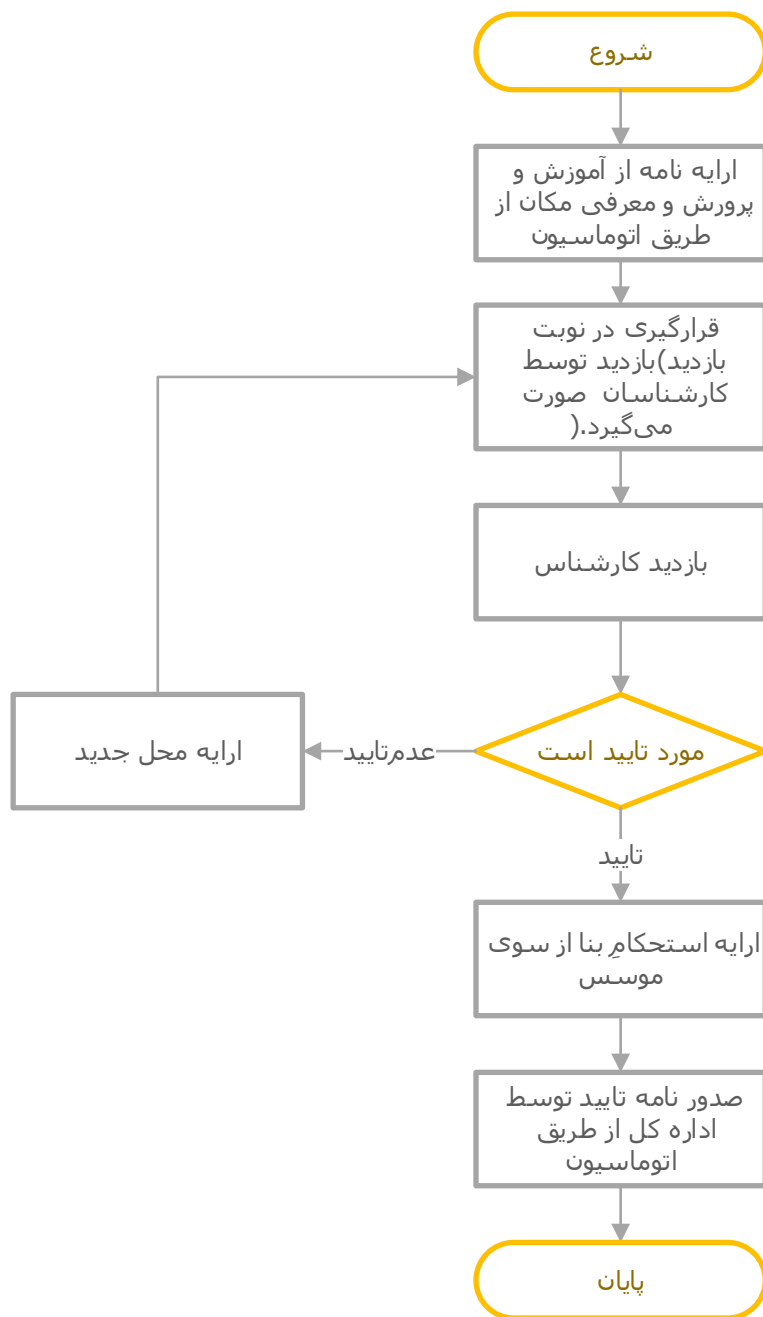 شروع
ارایه نامه از آموزش و
پرورش و معرفی مکان از
طریق اتوماسیون
قرارگیری در نوبت
بازدید)بازدید توسط
کارشناسان صورت
می‌گیرد.(
بازدید کارشناس
مورد تایید است
عدم‌تایید
ارایه محل جدید
تایید
ارایه استحکامِ بنا از سوی
موسس
صدور نامه تایید توسط
اداره کل از طریق
اتوماسیون
پایان